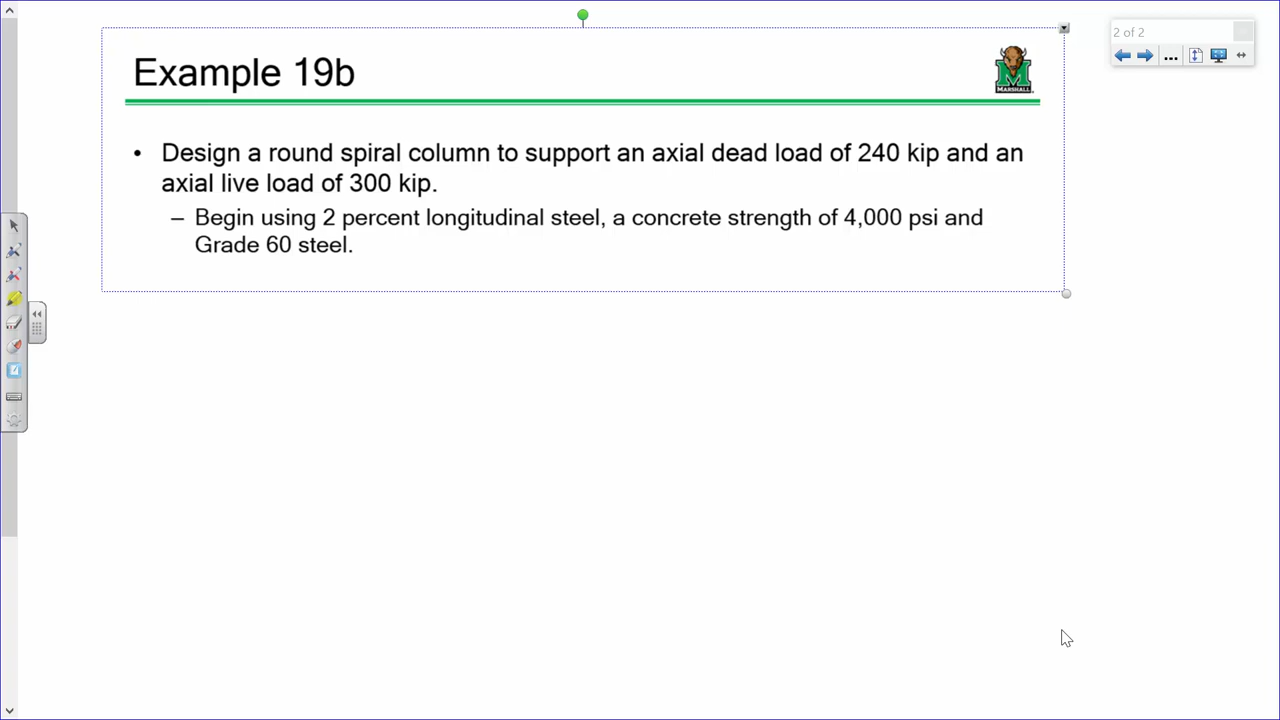 2 of 2
Example 19b
MARSHALL
• Design a round spiral column to support an axial dead load of 240 kip and an
axial live load of 300 kip.
– Begin using 2 percent longitudinal steel, a concrete strength of 4,000 psi and
Grade 60 steel.